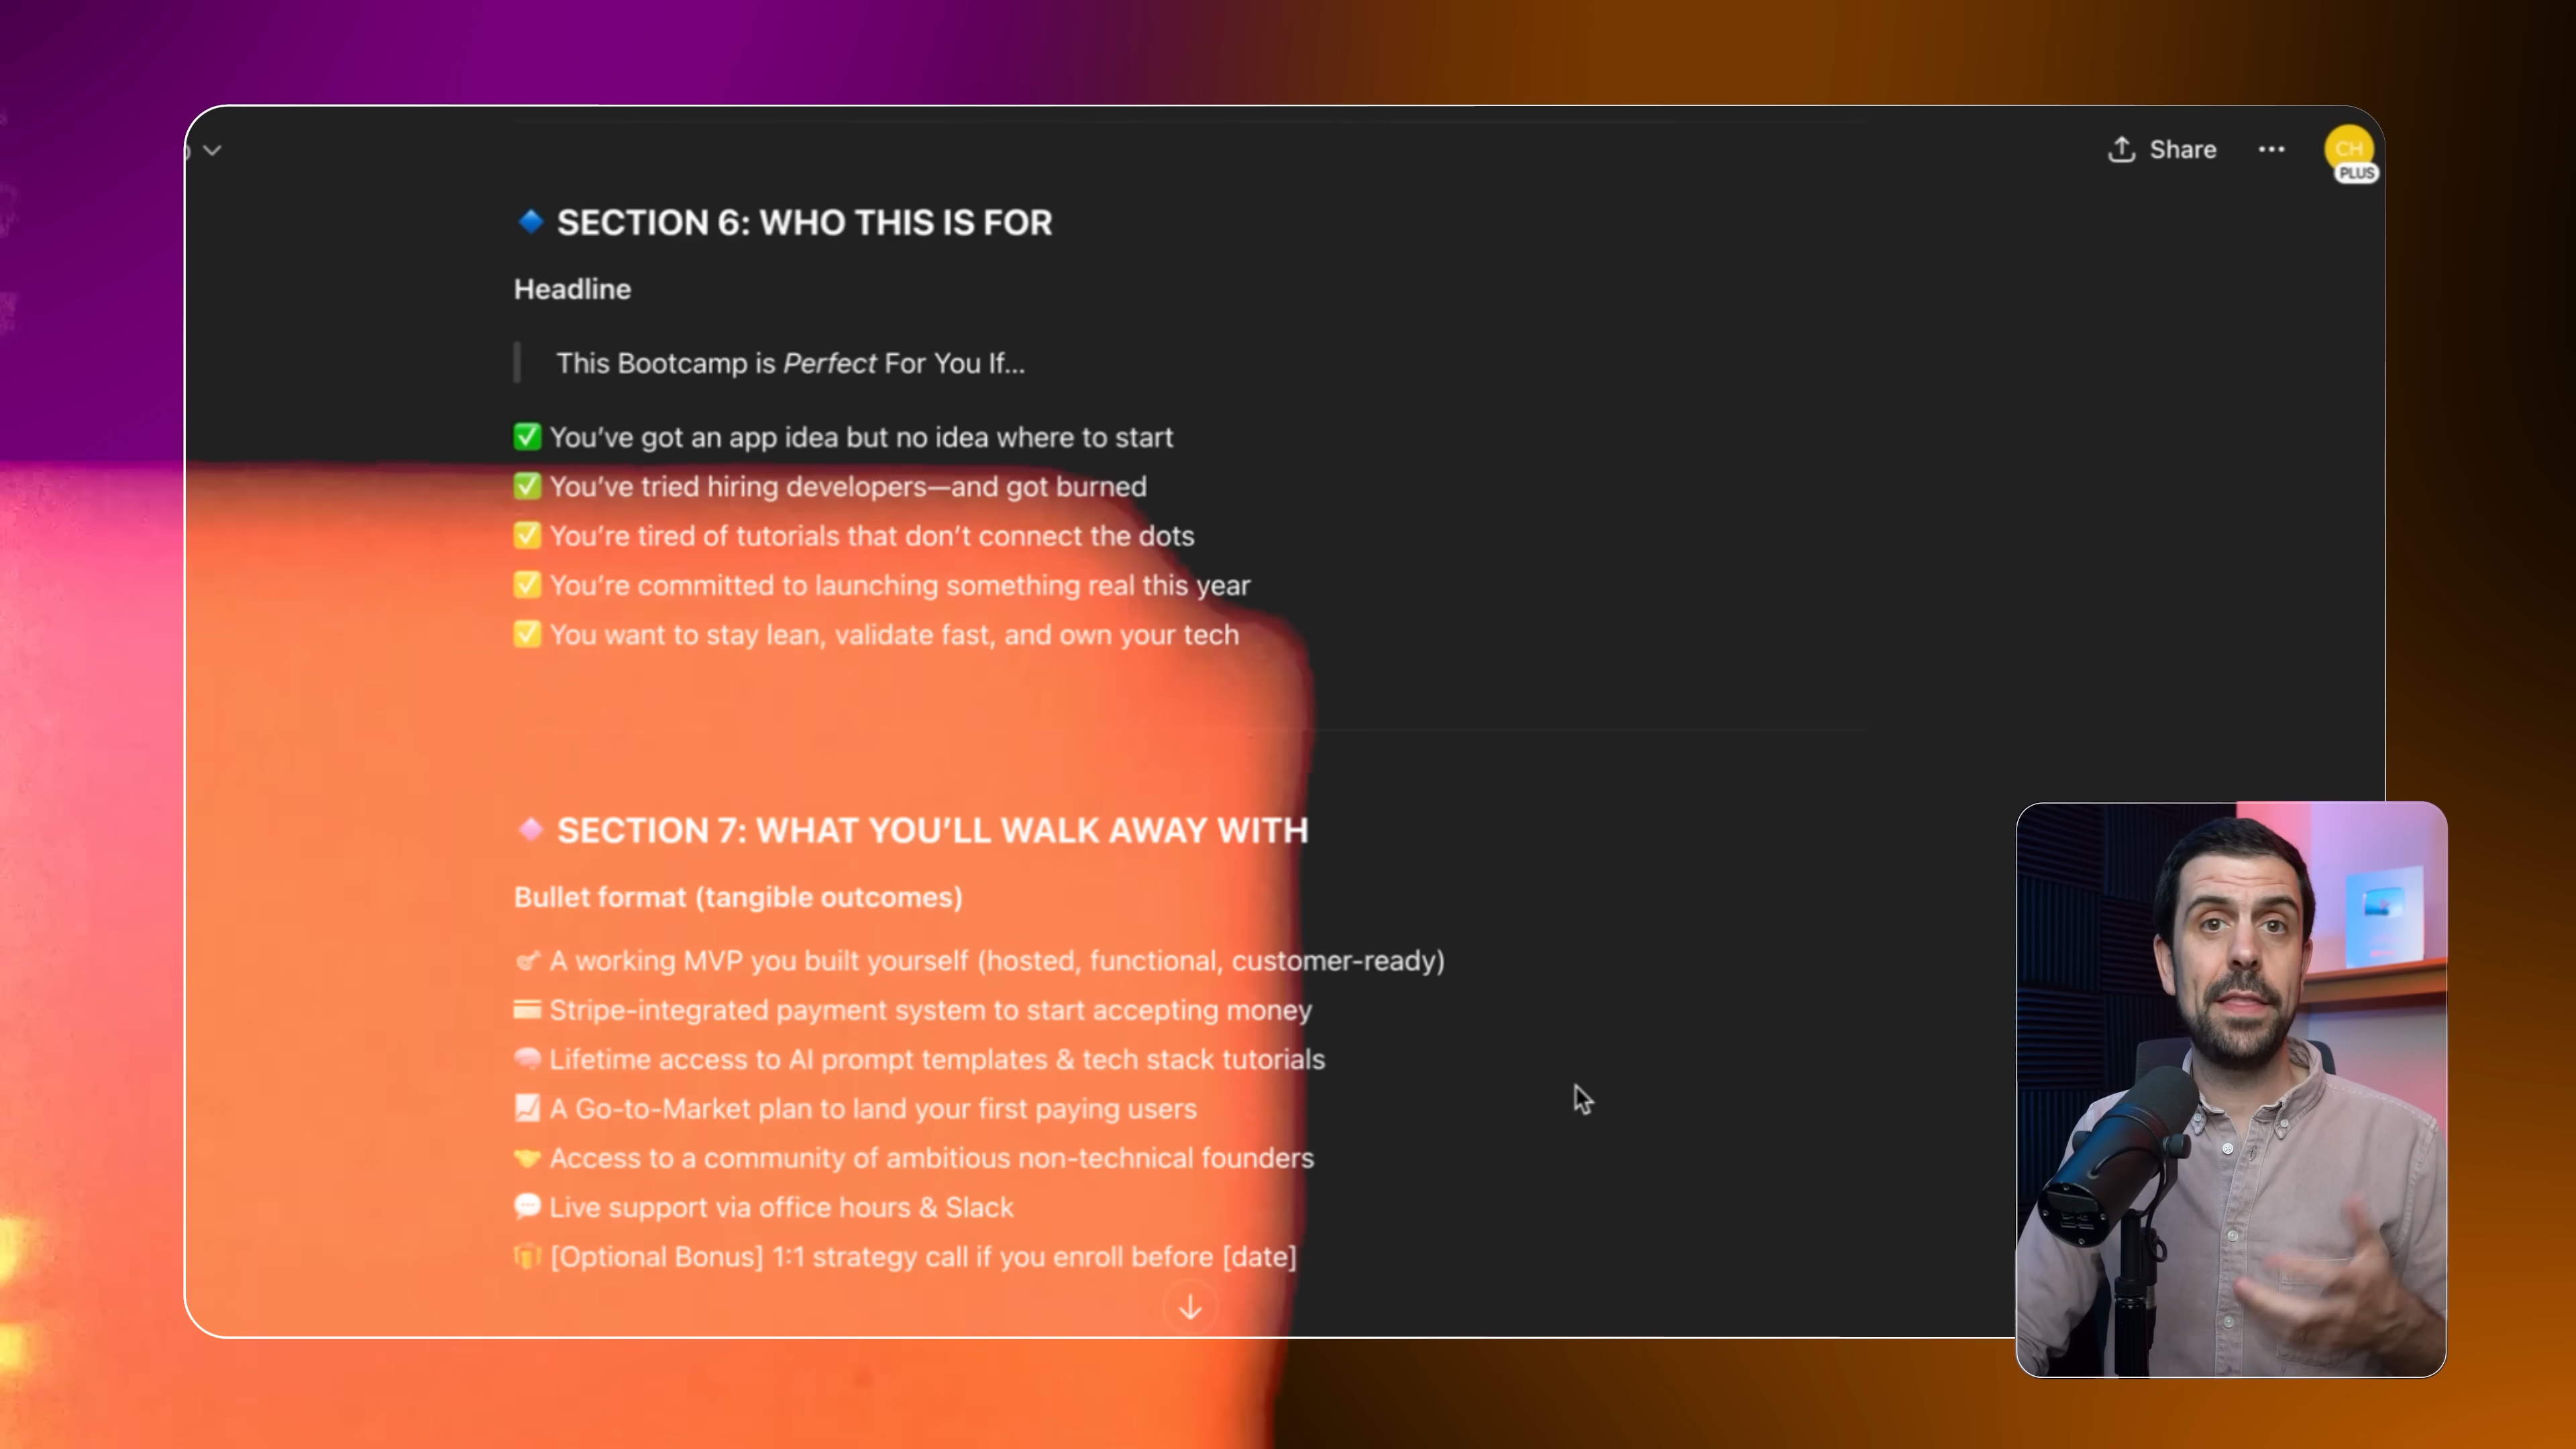 Share
CH
PLUS
🔹 SECTION 6: WHO THIS IS FOR
Headline
This Bootcamp is Perfect For You If...
✅ You’ve got an app idea but no idea where to start
✅ You’ve tried hiring developers—and got burned
✅ You’re tired of tutorials that don’t connect the dots
✅ You’re committed to launching something real this year
✅ You want to stay lean, validate fast, and own your tech
🔹 SECTION 7: WHAT YOU’LL WALK AWAY WITH
Bullet format (tangible outcomes)
A working MVP you built yourself (hosted, functional, customer-ready)
💳 Stripe-integrated payment system to start accepting money
🧠 Lifetime access to AI prompt templates & tech stack tutorials
📈 A Go-to-Market plan to land your first paying users
🤝 Access to a community of ambitious non-technical founders
💬 Live support via office hours & Slack
🎁 [Optional Bonus] 1:1 strategy call if you enroll before [date]